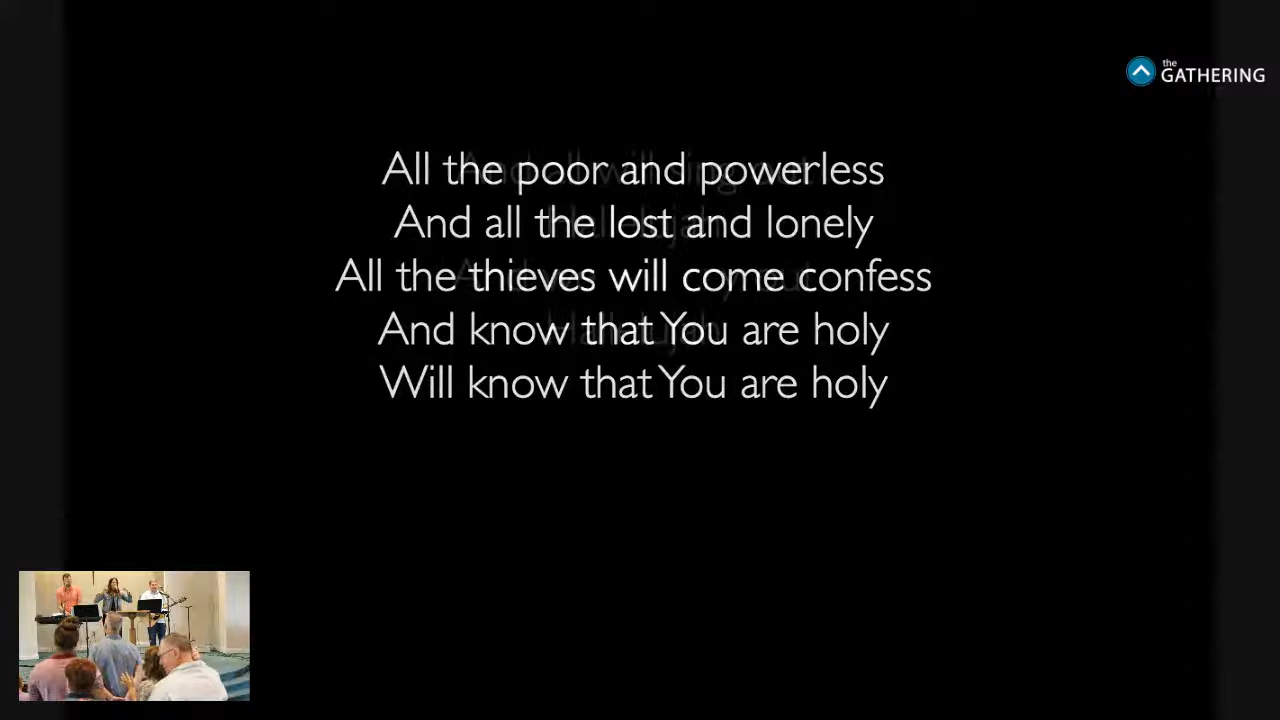 the
GATHERING
All the poor and powerless
And all the lost and lonely
All the thieves will come confess
And know that You are holy
Will know that You are holy